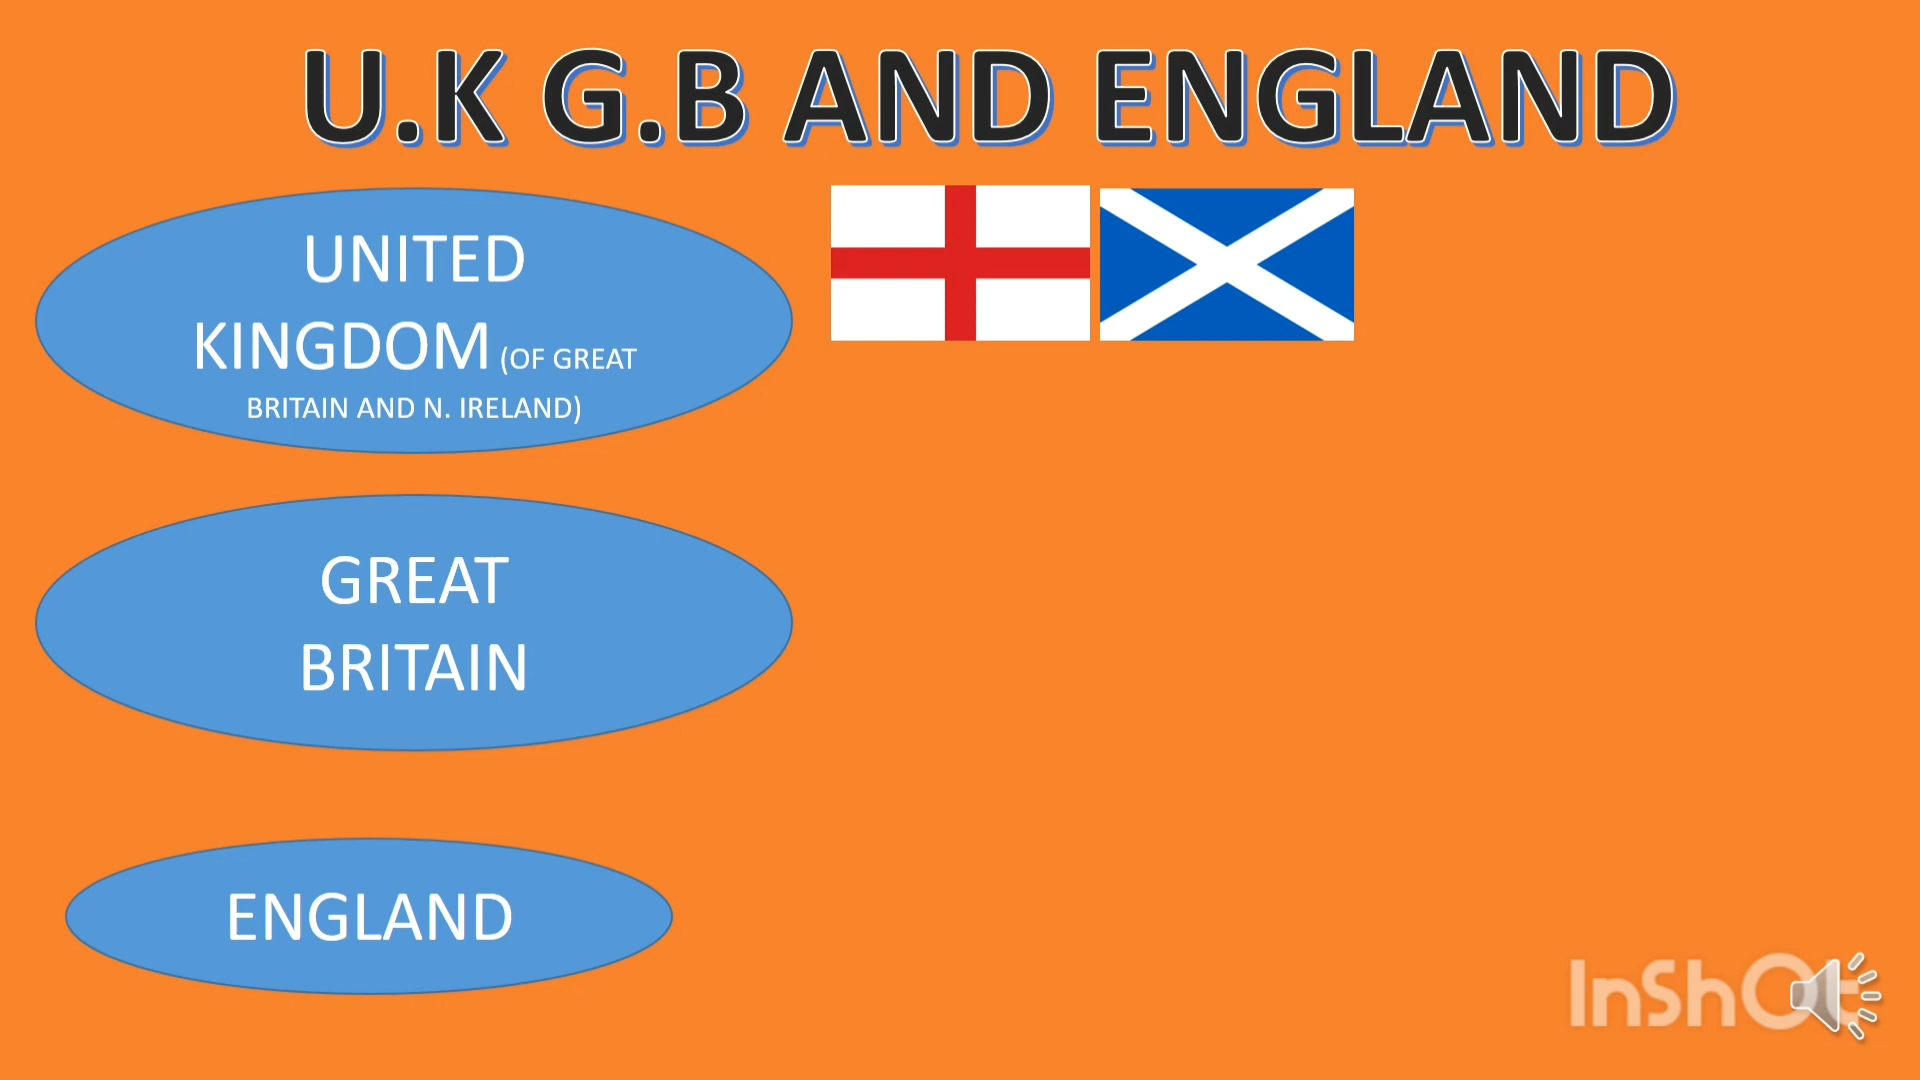 U.K G.B AND ENGLAND
UNITED
KINGDOM (OF GREAT
BRITAIN AND N. IRELAND)
GREAT
BRITAIN
ENGLAND
InShOt